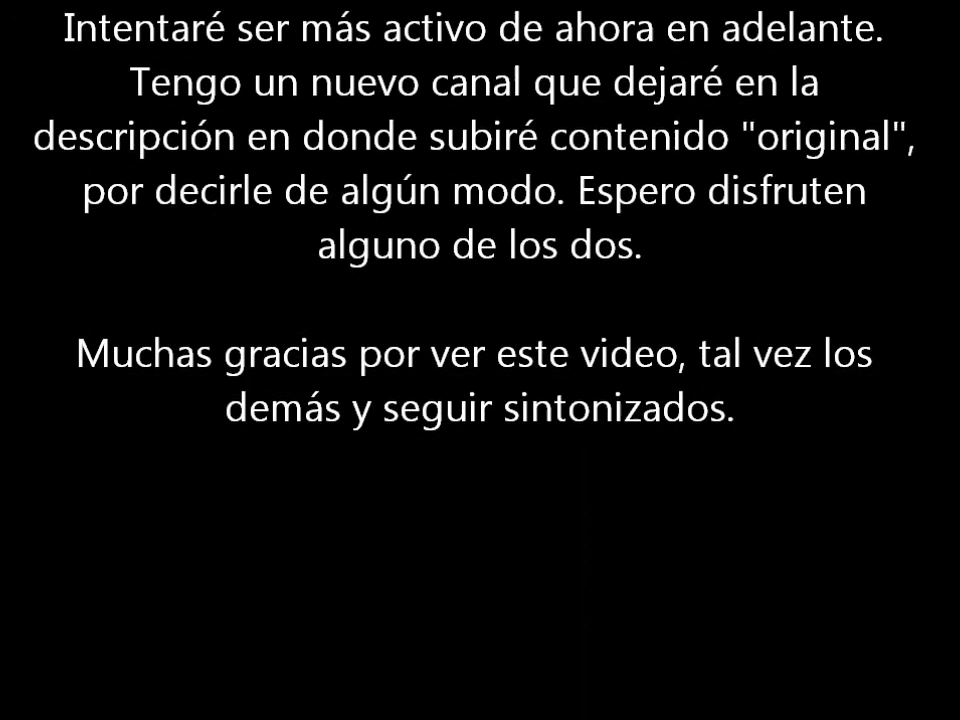 Intentaré ser más activo de ahora en adelante.
Tengo un nuevo canal que dejaré en la
descripción en donde subiré contenido "original",
por decirle de algún modo. Espero disfruten
alguno de los dos.
Muchas gracias por ver este video, tal vez los
demás y seguir sintonizados.